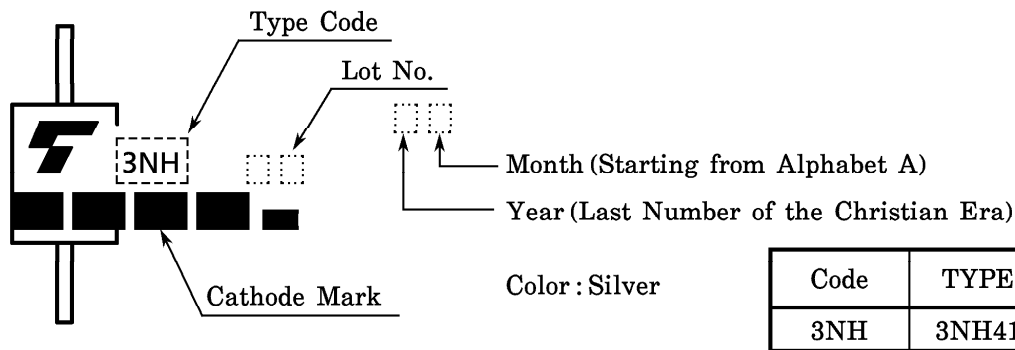 Type Code
Lot No.
3NH
Month (Starting from Alphabet A)
Year (Last Number of the Christian Era)
Cathode Mark
Color : Silver
Code TYPE
3NH 3NH41